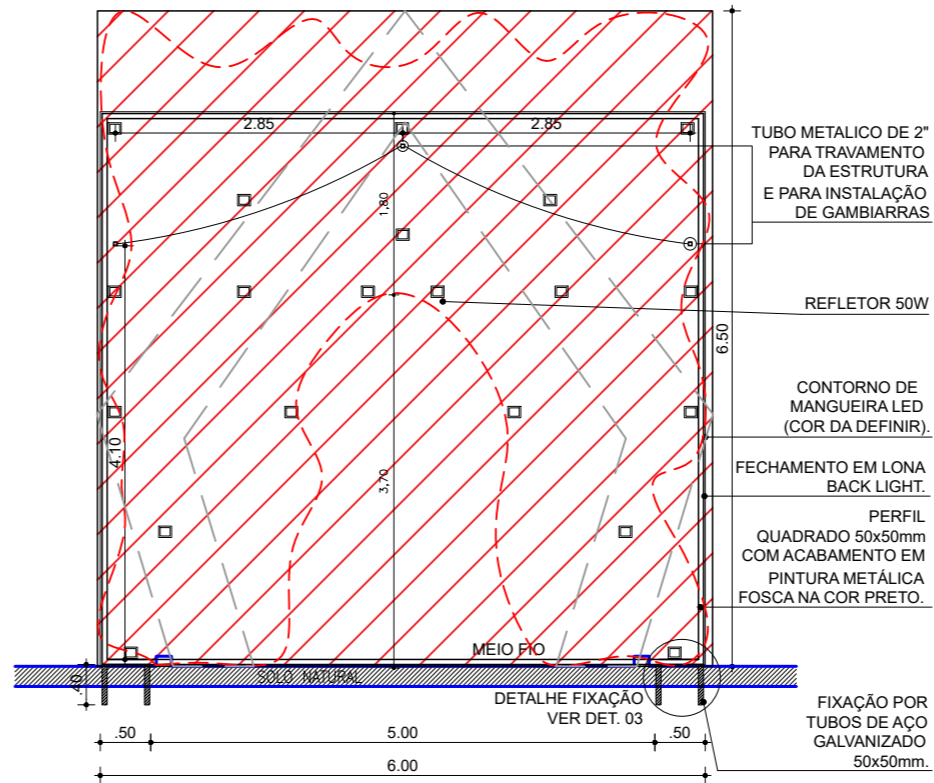 2.85
2.85
TUBO METALICO DE 2"
PARA TRAVAMENTO
DA ESTRUTURA
E PARA INSTALAÇÃO
DE GAMBIARRAS
1,80
REFLETOR 50W
6.50
CONTORNO DE
MANGUEIRA LED
(COR DA DEFINIR).
4.10
3,70
FECHAMENTO EM LONA
BACK LIGHT.
PERFIL
QUADRADO 50x50mm
COM ACABAMENTO EM
PINTURA METÁLICA
FOSCA NA COR PRETO.
MEIO FIO
SOLO NATURAL
.40
DETALHE FIXAÇÃO
VER DET. 03
FIXAÇÃO POR
TUBOS DE AÇO
GALVANIZADO
50x50mm.
.50
5.00
.50
6.00